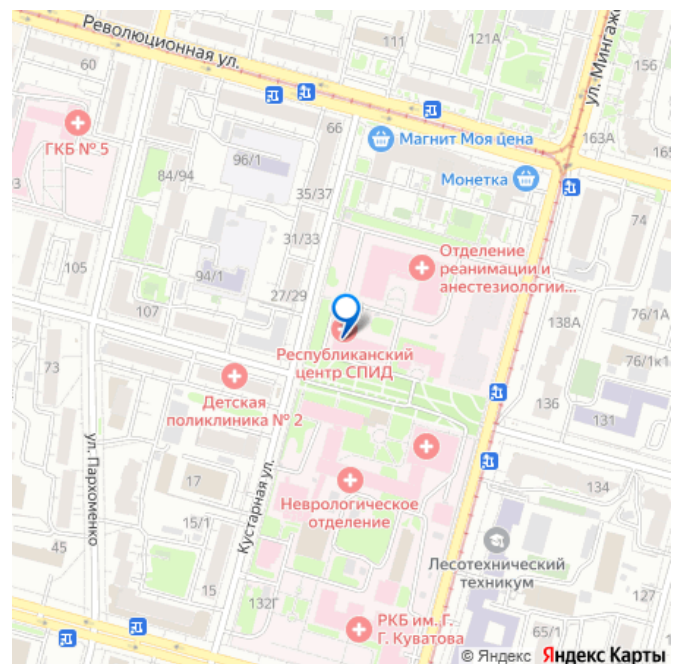 Революционная ул.
111
121А
ул. Мингаже
156
60
ГКБ № 5
66
Магнит Моя цена
163А
165
96/1
84/94
Монетка
35/37
74
31/33
Отделение
реанимации и
анестезиологии...
105
94/1
27/29
107
138А
76/1А
Республиканский
центр СПИД
76/1к1
73
Детская
поликлиника № 2
136
131
ул. Пархоменко
Кустарная ул.
17
Неврологическое
отделение
134
15/1
45
Лесотехнический
техникум
15
132Г
127
РКБ им. Г.
Г. Куватова
65/1
© Яндекс Яндекс Карты